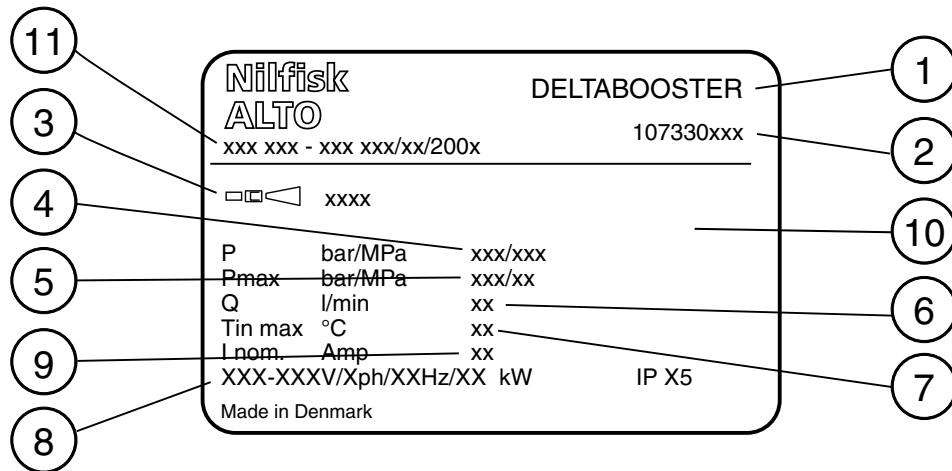 11
3
4
5
9
8
Nilfisk
ALTO
DELTABOOSTER
107330xxx
xxx xxx - xxx xxx/xx/200x
xxxx
P bar/MPa xxx/xxx
Pmax bar/MPa xxx/xx
Q l/min xx
Tin max °C xx
I nom. Amp xx
XXX-XXXV/Xph/XXHz/XX kW IP X5
Made in Denmark
1
2
10
6
7